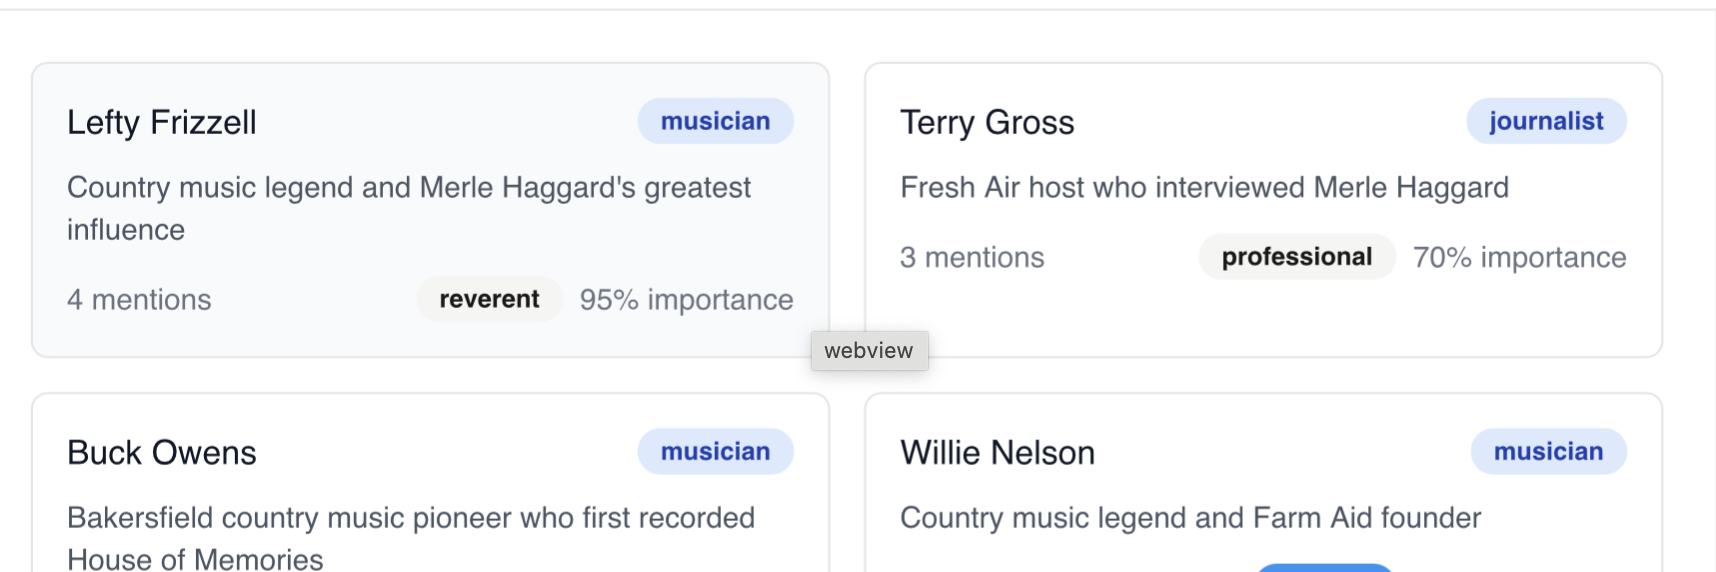 Lefty Frizzell
musician
Country music legend and Merle Haggard's greatest
influence
4 mentions
reverent
95% importance
Terry Gross
journalist
Fresh Air host who interviewed Merle Haggard
3 mentions
professional
70% importance
webview
Buck Owens
musician
Bakersfield country music pioneer who first recorded
House of Memories
Willie Nelson
musician
Country music legend and Farm Aid founder